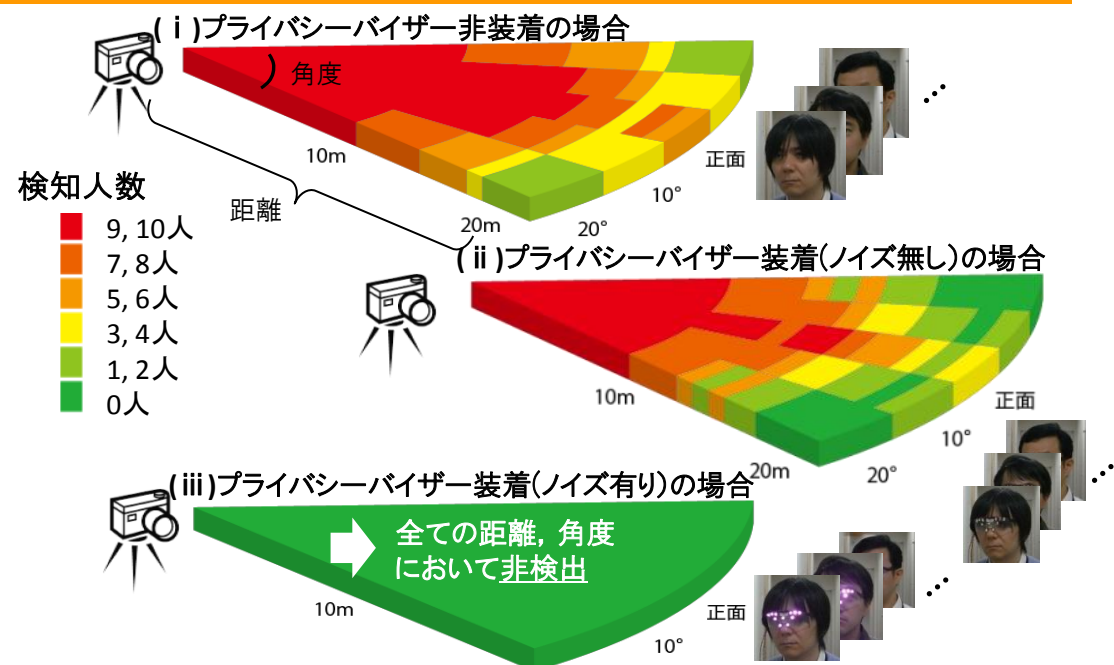 (ⅰ)プライバシーバイザー非装着の場合
角度
10m
正面
10°
20m
20°
距離
検知人数
9, 10人
7, 8人
5, 6人
3, 4人
1, 2人
0人
(ⅱ)プライバシーバイザー装着(ノイズ無し)の場合
10m
正面
10°
20m
20°
(ⅲ)プライバシーバイザー装着(ノイズ有り)の場合
全ての距離，角度
において非検出
10m
正面
10°